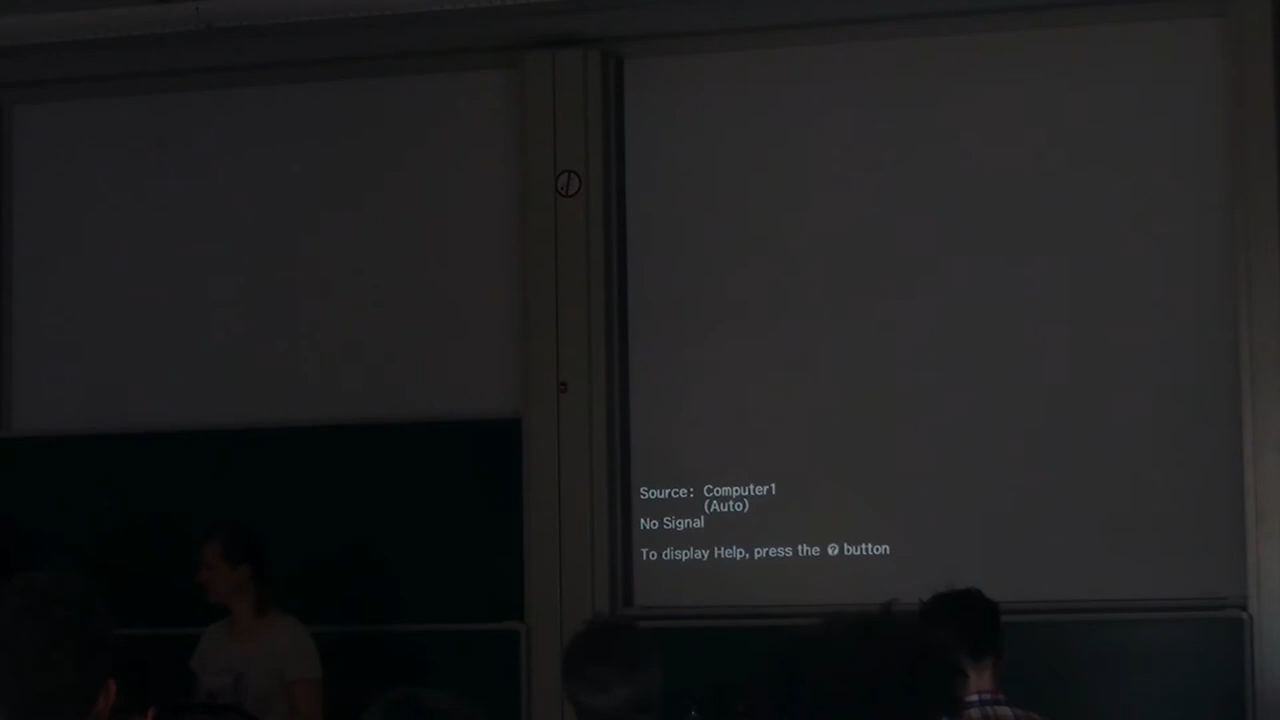 Source: Computer1
(Auto)
No Signal
To display Help, press the ? button